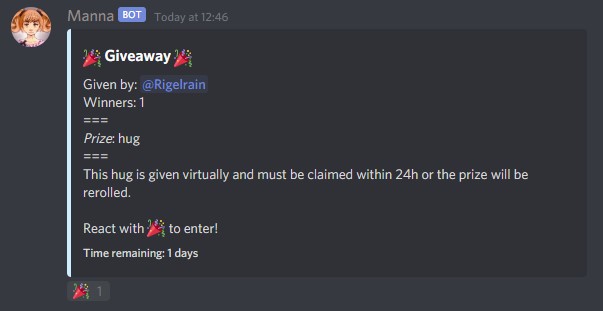 Manna BOT Today at 12:46
🎉 Giveaway 🎉
Given by: @Rigelrain
Winners: 1
===
Prize: hug
===
This hug is given virtually and must be claimed within 24h or the prize will be
rerolled.
React with 🎉 to enter!
Time remaining: 1 days
🎉 1